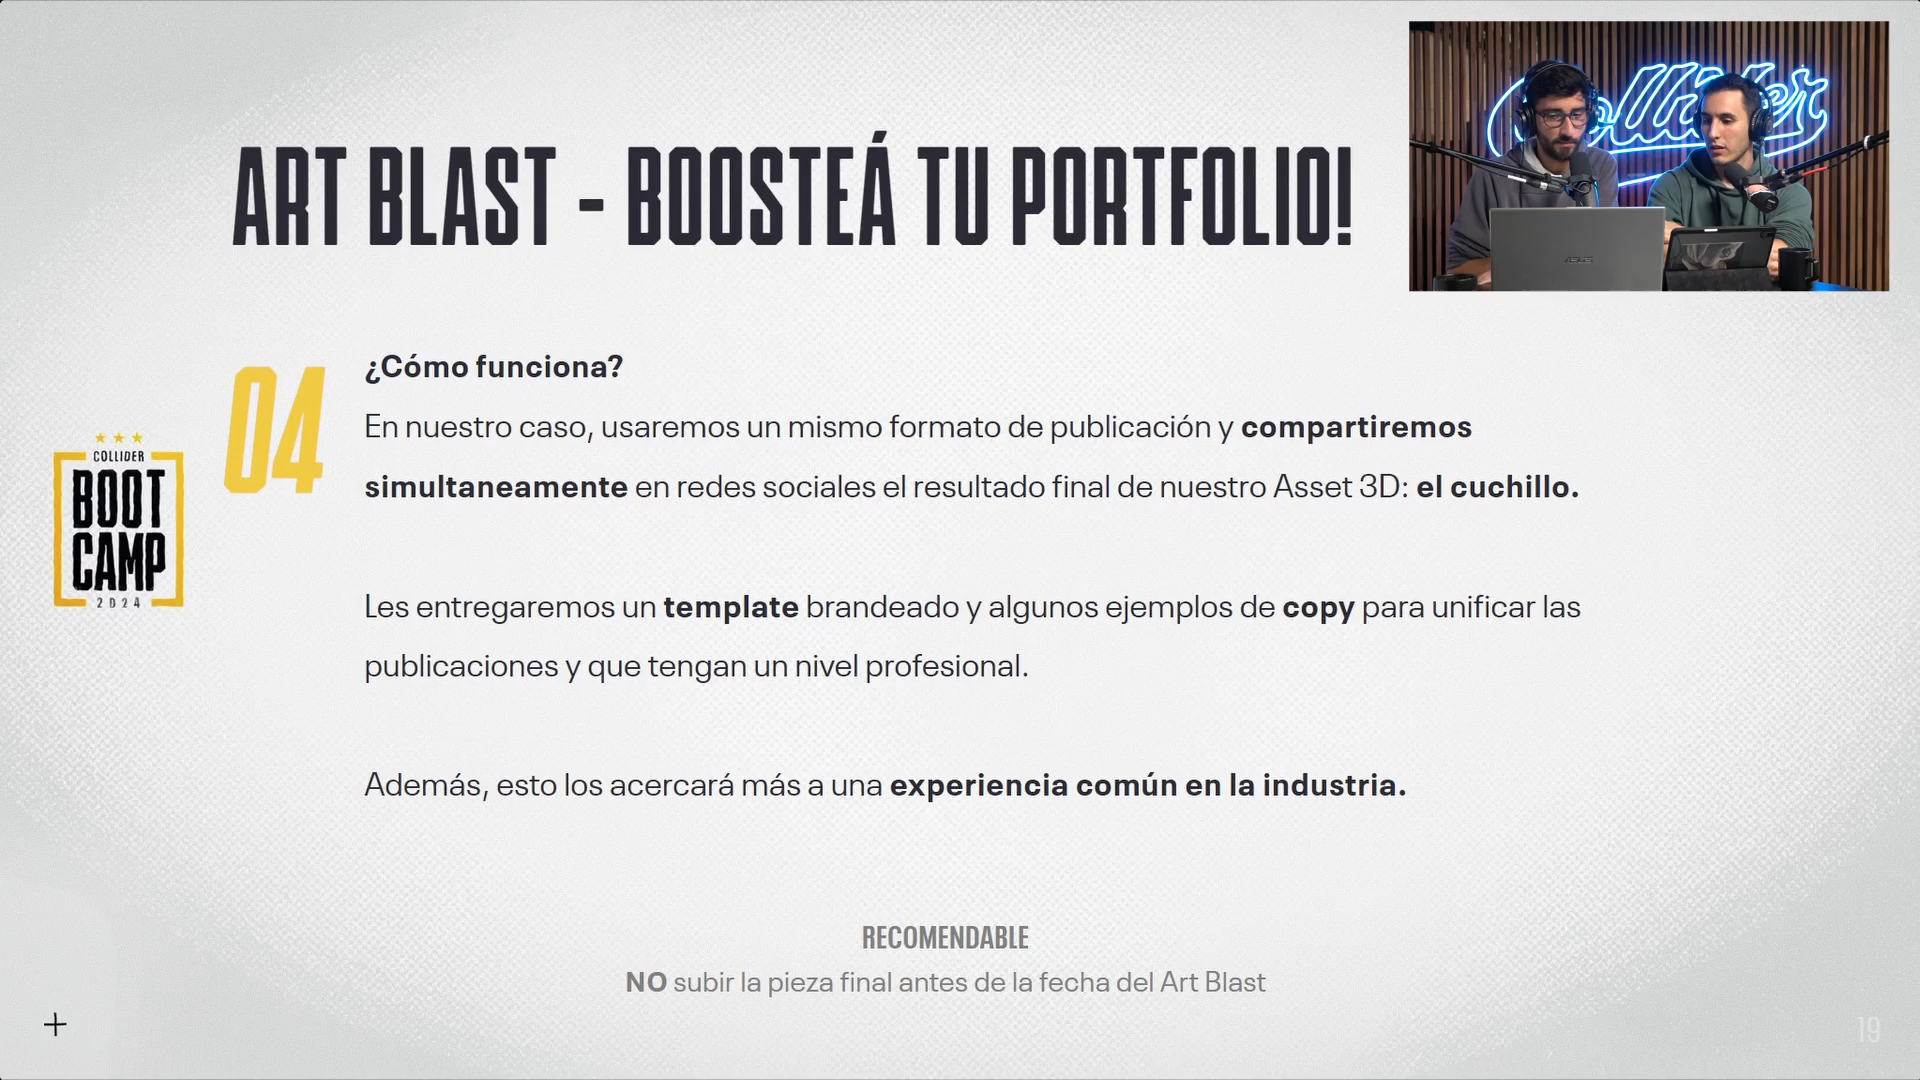 ART BLAST - BOOSTEÁ TU PORTFOLIO!
Collider
ASUS
04
¿Cómo funciona?
En nuestro caso, usaremos un mismo formato de publicación y compartiremos
simultaneamente en redes sociales el resultado final de nuestro Asset 3D: el cuchillo.
COLLIDER
BOOT
CAMP
2024
Les entregaremos un template brandeado y algunos ejemplos de copy para unificar las
publicaciones y que tengan un nivel profesional.
Además, esto los acercará más a una experiencia común en la industria.
RECOMENDABLE
NO subir la pieza final antes de la fecha del Art Blast
19